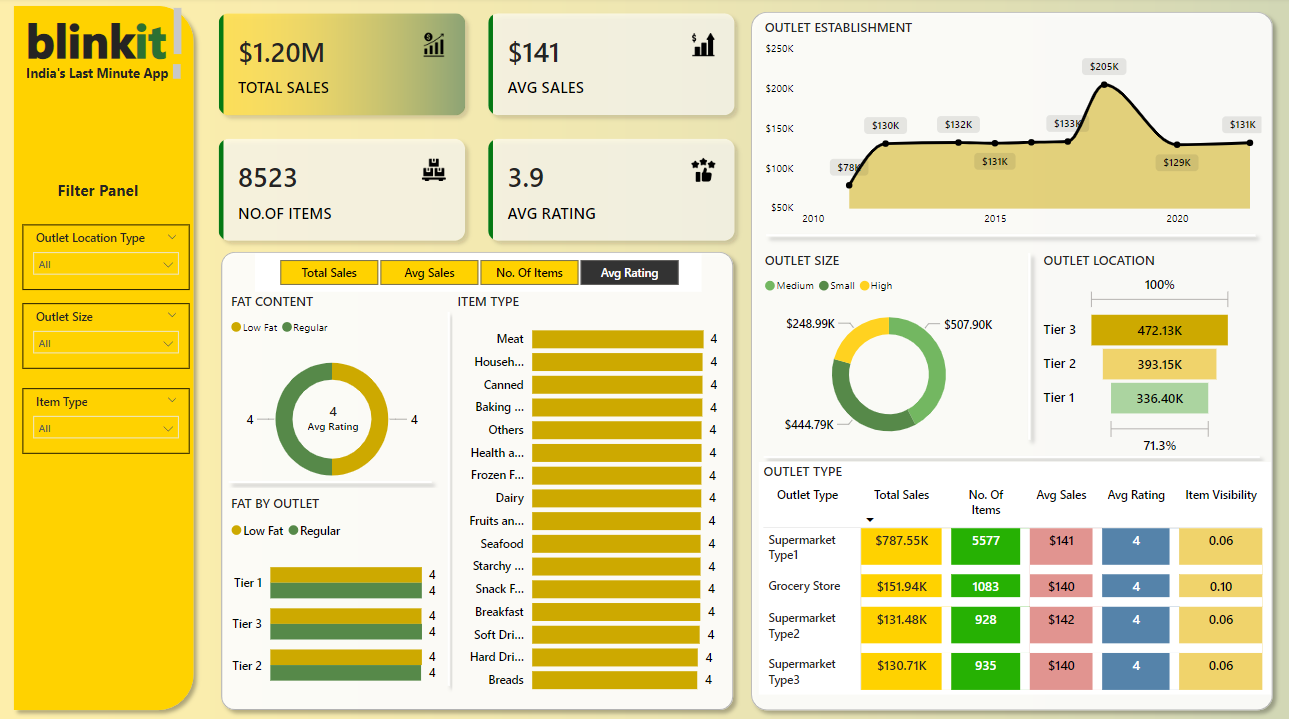 blinkit
India's Last Minute App
Filter Panel
Outlet Location Type
All
Outlet Size
All
Item Type
All
$1.20M
TOTAL SALES
$141
AVG SALES
8523
NO.OF ITEMS
3.9
AVG RATING
Total Sales
Avg Sales
No. Of Items
Avg Rating
FAT CONTENT
Low Fat Regular
4
4
Avg Rating
4
FAT BY OUTLET
Low Fat Regular
Tier 1 4
4
Tier 3 4
4
Tier 2 4
4
ITEM TYPE
Meat 4
Househ... 4
Canned 4
Baking ... 4
Others 4
Health a... 4
Frozen F... 4
Dairy 4
Fruits an... 4
Seafood 4
Starchy ... 4
Snack F... 4
Breakfast 4
Soft Dri... 4
Hard Dri... 4
Breads 4
OUTLET ESTABLISHMENT
$250K
$200K
$150K
$100K
$50K
$78K
$130K
$132K
$131K
$133K
$205K
$129K
$131K
2010 2015 2020
OUTLET SIZE
Medium Small High
$248.99K
$507.90K
$444.79K
OUTLET LOCATION
100%
Tier 3 472.13K
Tier 2 393.15K
Tier 1 336.40K
71.3%
OUTLET TYPE
Outlet Type Total Sales No. Of Avg Sales Avg Rating Item Visibility
Items
Supermarket $787.55K 5577 $141 4 0.06
Type1
Grocery Store $151.94K 1083 $140 4 0.10
Supermarket $131.48K 928 $142 4 0.06
Type2
Supermarket $130.71K 935 $140 4 0.06
Type3